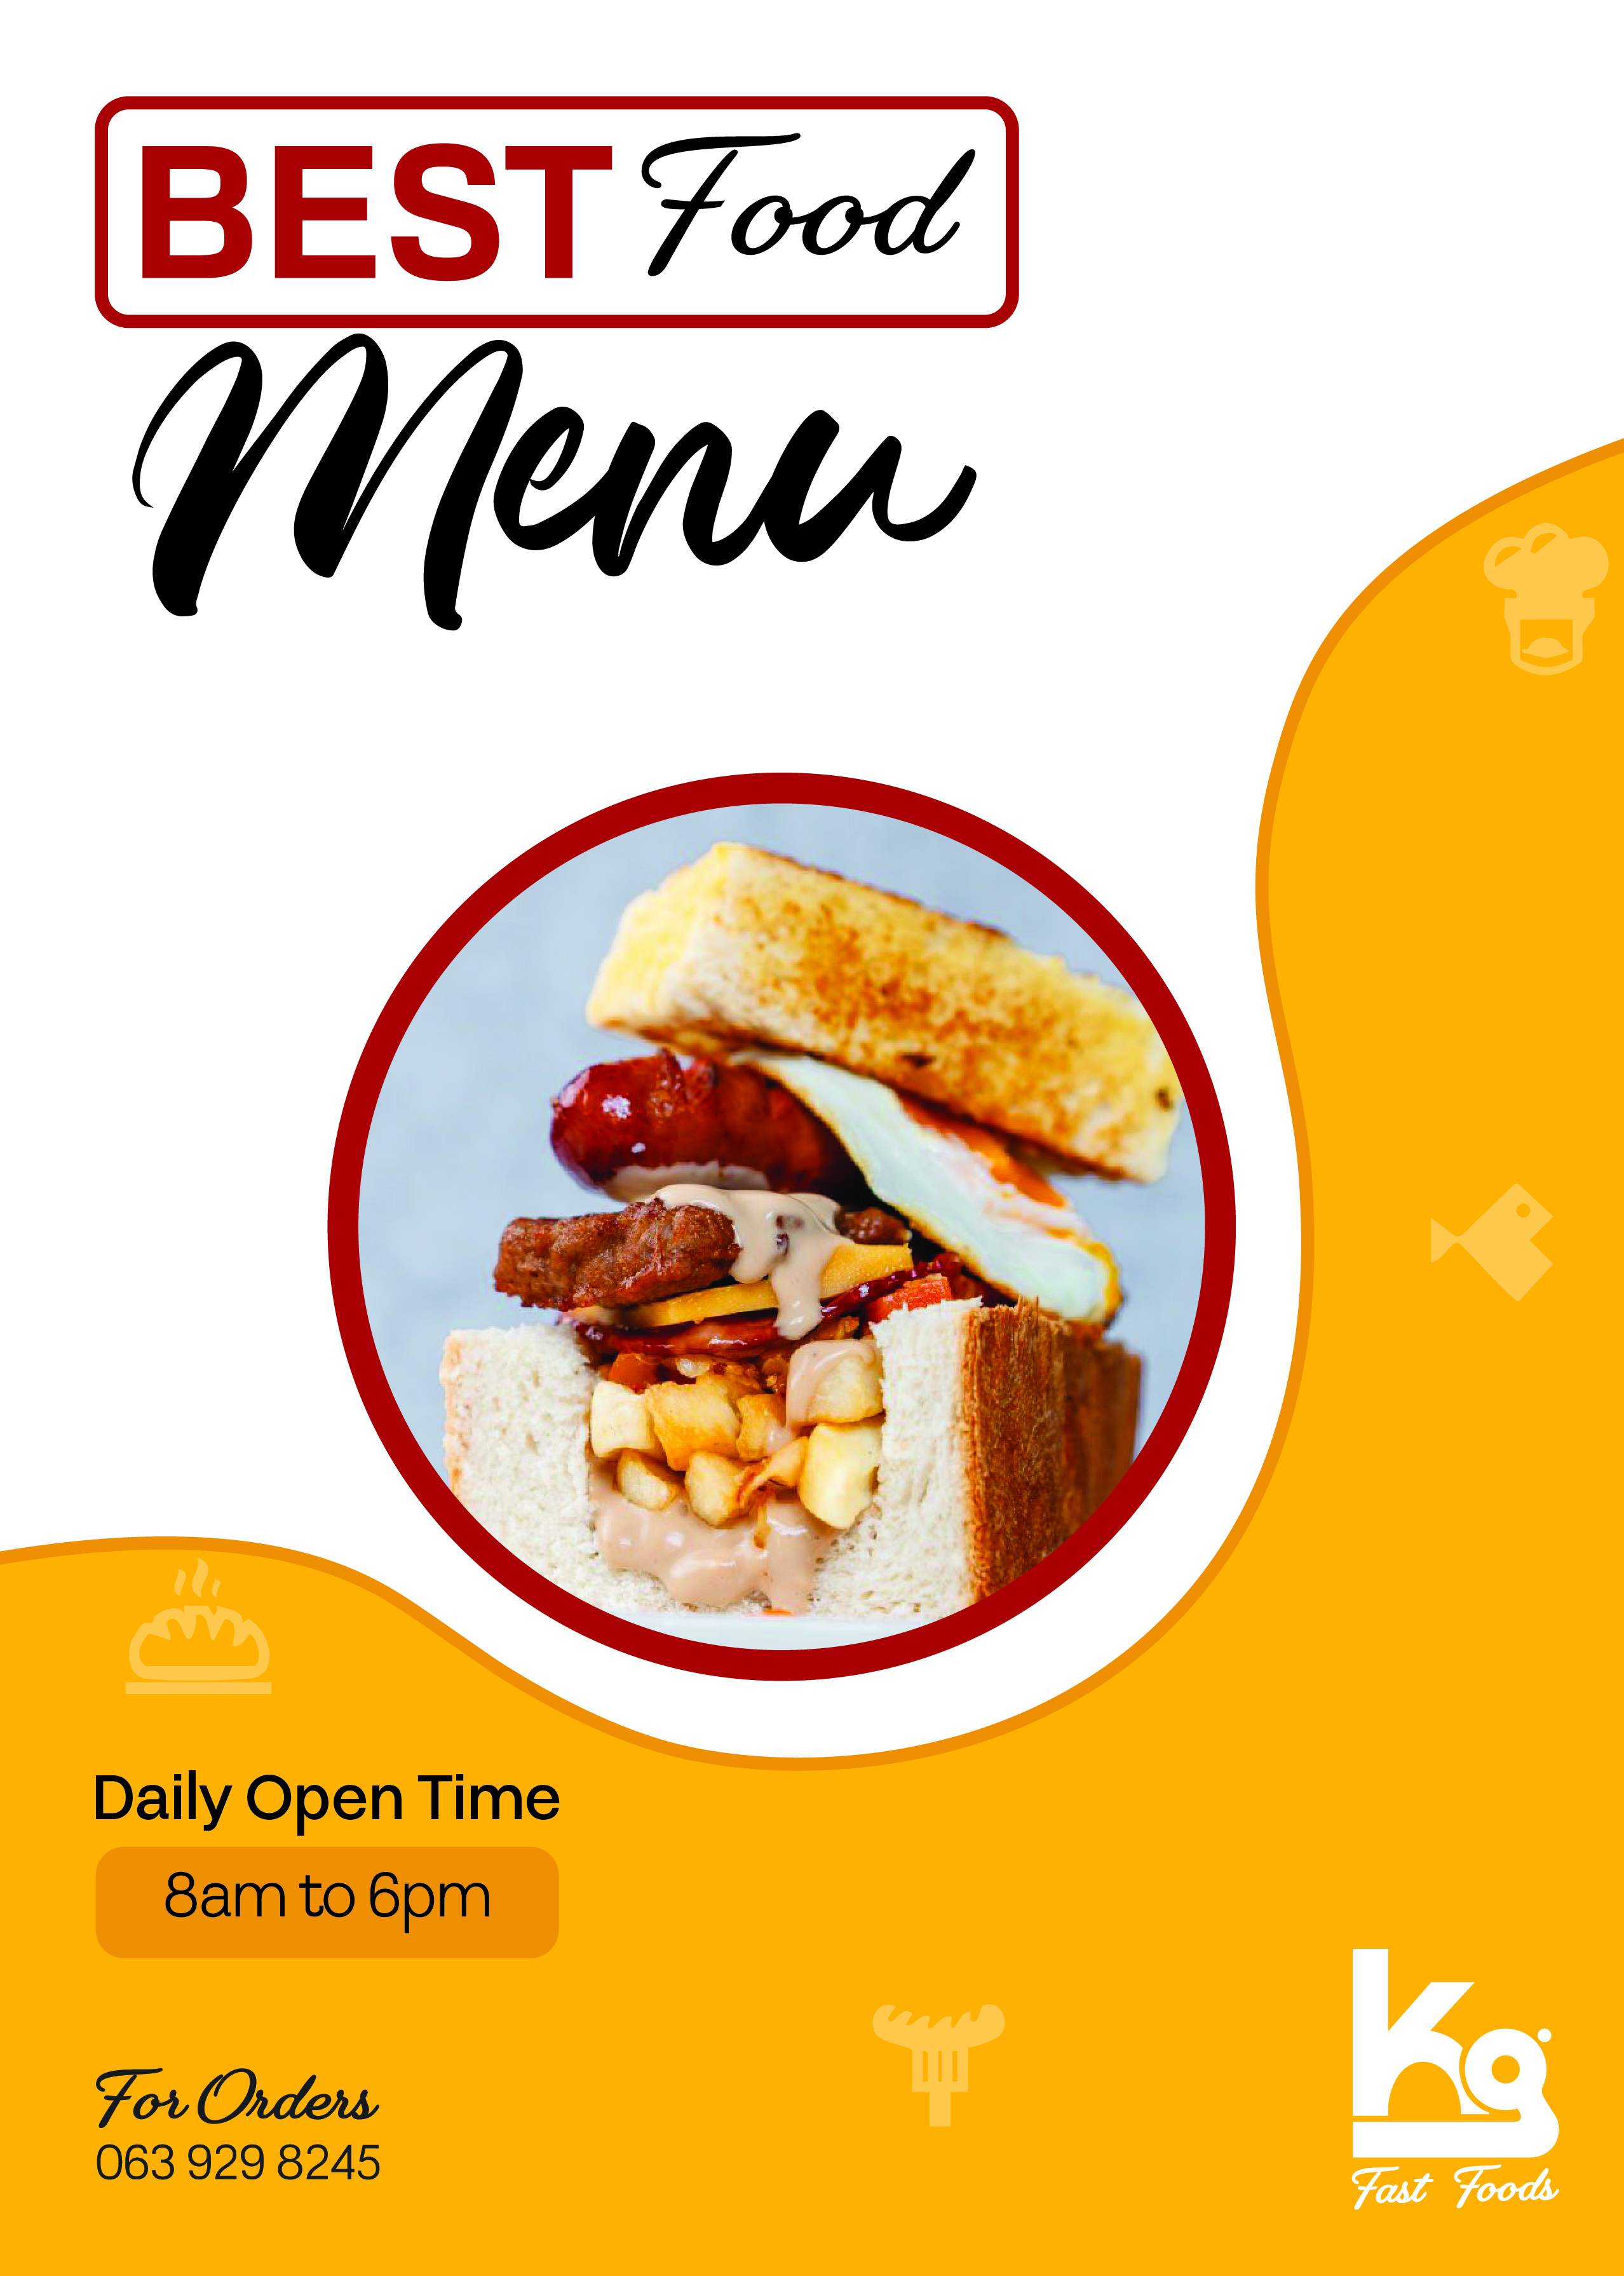 BEST Food
Menu
Daily Open Time
8am to 6pm
For Orders
063 929 8245
kg
Fast Foods